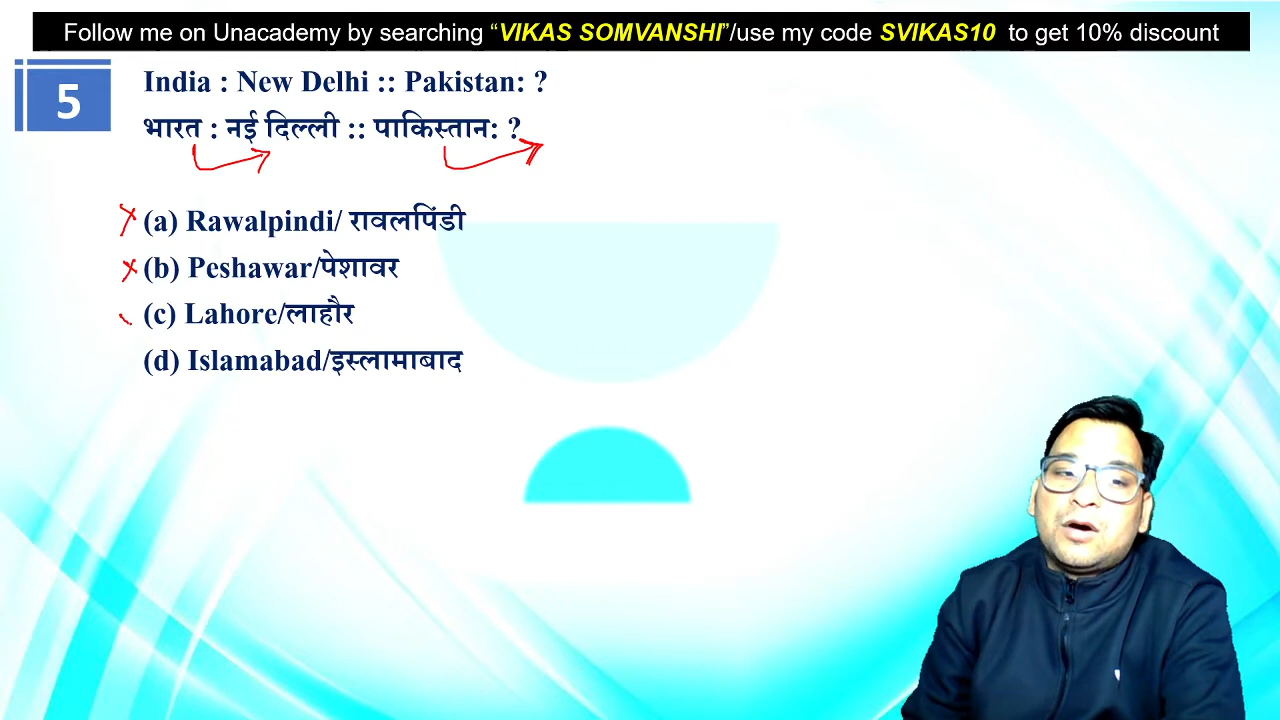 Follow me on Unacademy by searching “VIKAS SOMVANSHI”/use my code SVIKAS10 to get 10% discount
5
India : New Delhi :: Pakistan: ?
भारत : नई दिल्ली :: पाकिस्तान: ?
(a) Rawalpindi/ रावलपिंडी
(b) Peshawar/पेशावर
(c) Lahore/लाहौर
(d) Islamabad/इस्लामाबाद